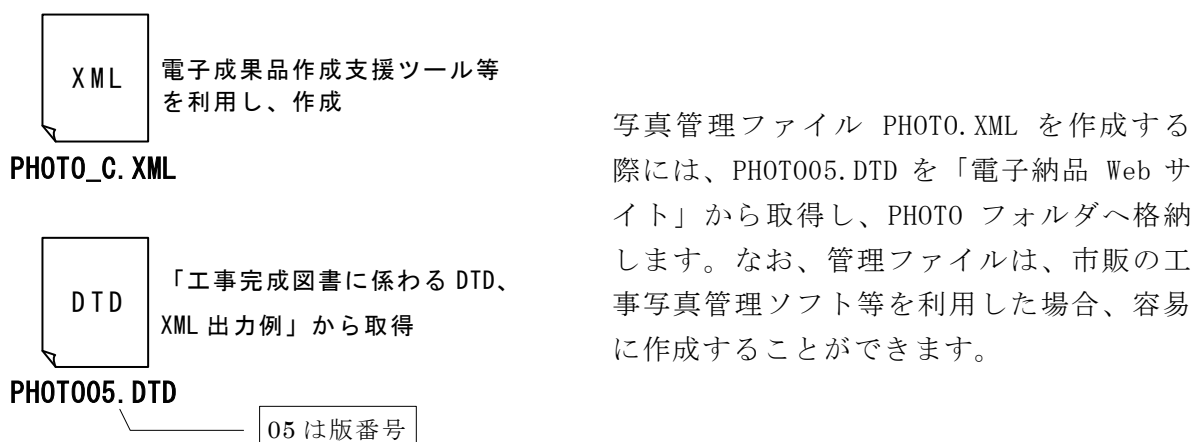 XML
電子成果品作成支援ツール等
を利用し、作成
PHOTO_C.XML
DTD
「工事完成図書に係わる DTD、
XML 出力例」から取得
PHOTO05.DTD
05 は版番号
写真管理ファイル PHOTO.XML を作成する
際には、PHOTO05.DTD を「電子納品 Web サ
イト」から取得し、PHOTO フォルダへ格納
します。なお、管理ファイルは、市販の工
事写真管理ソフト等を利用した場合、容易
に作成することができます。